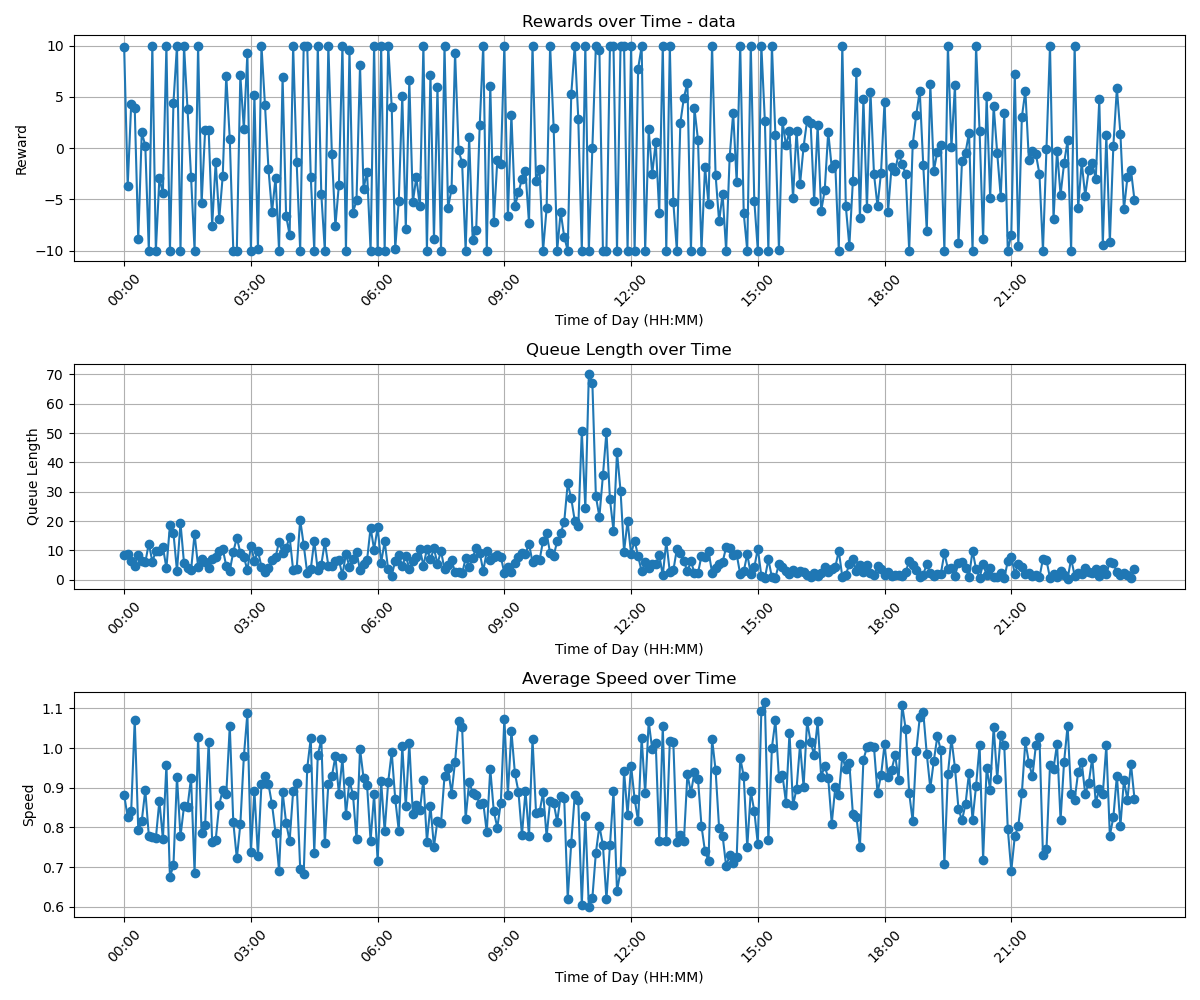 Rewards over Time - data
Reward
10
5
0
−5
−10
00:00 03:00 06:00 09:00 12:00 15:00 18:00 21:00
Time of Day (HH:MM)
Queue Length over Time
Queue Length
70
60
50
40
30
20
10
0
00:00 03:00 06:00 09:00 12:00 15:00 18:00 21:00
Time of Day (HH:MM)
Average Speed over Time
Speed
1.1
1.0
0.9
0.8
0.7
0.6
00:00 03:00 06:00 09:00 12:00 15:00 18:00 21:00
Time of Day (HH:MM)